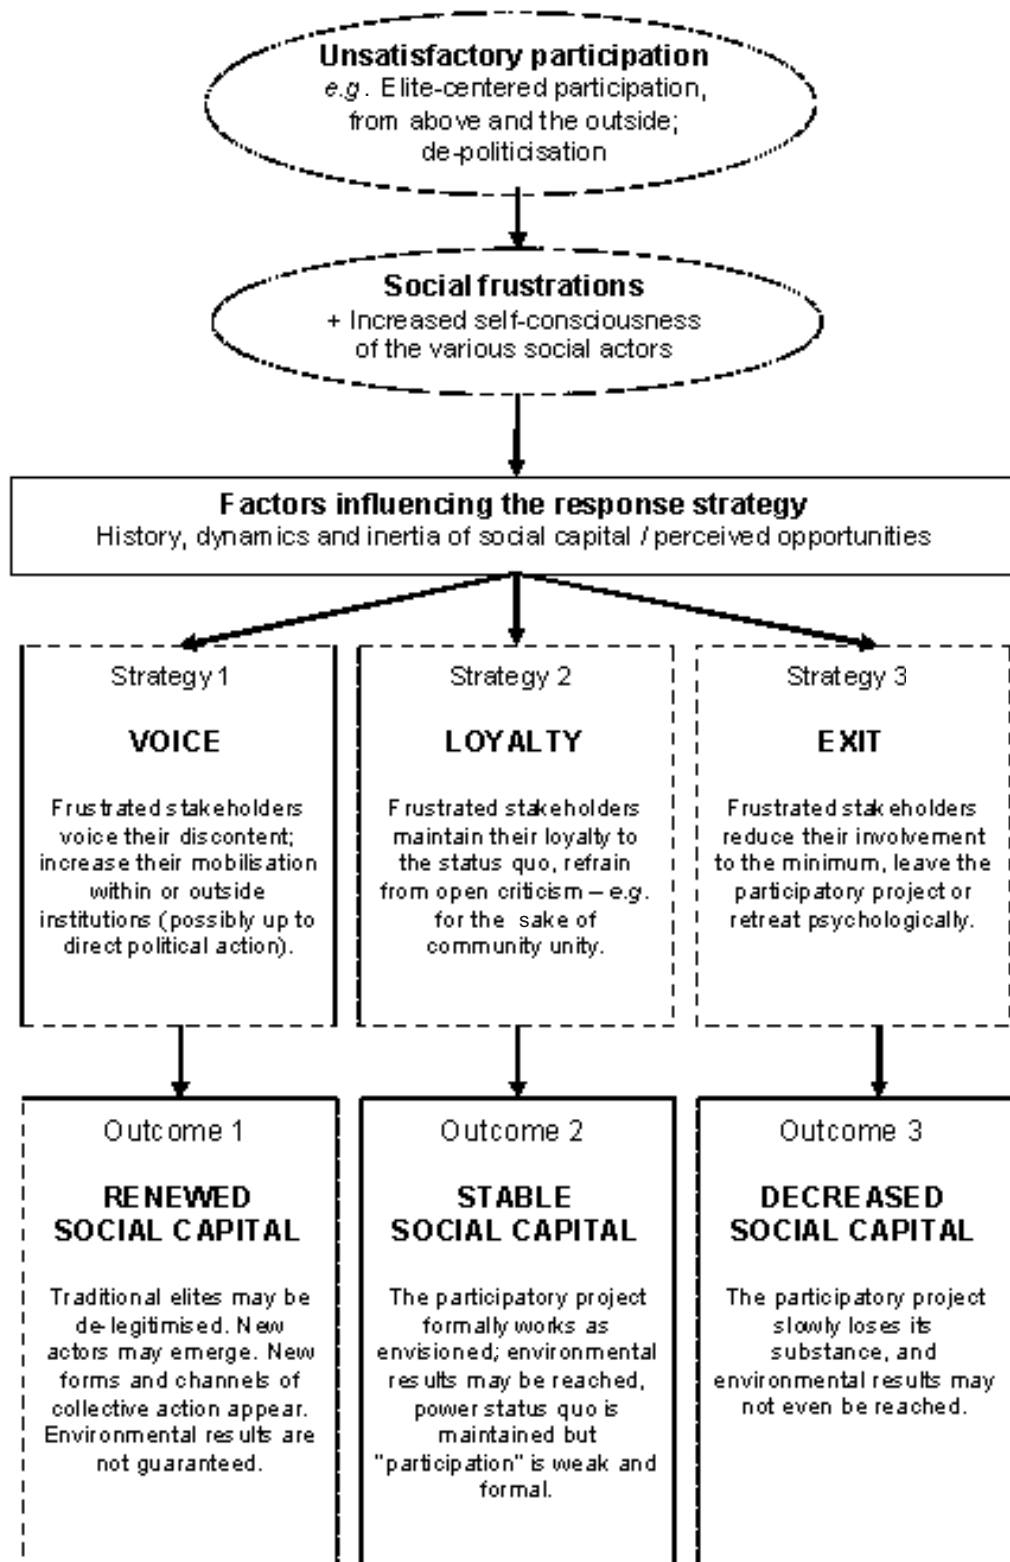 Unsatisfactory participation
e.g. Elite-centered participation,
from above and the outside;
de-politicisation
Social frustrations
+ Increased self-consciousness
of the various social actors
Factors influencing the response strategy
History, dynamics and inertia of social capital / perceived opportunities
Strategy 1
VOICE
Frustrated stakeholders
voice their discontent;
increase their mobilisation
within or outside
institutions (possibly up to
direct political action).
Strategy 2
LOYALTY
Frustrated stakeholders
maintain their loyalty to
the status quo, refrain
from open criticism – e.g.
for the sake of
community unity.
Strategy 3
EXIT
Frustrated stakeholders
reduce their involvement
to the minimum, leave the
participatory project or
retreat psychologically.
Outcome 1
RENEWED
SOCIAL CAPITAL
Traditional elites may be
de-legitimised. New
actors may emerge. New
forms and channels of
collective action appear.
Environmental results are
not guaranteed.
Outcome 2
STABLE
SOCIAL CAPITAL
The participatory project
formally works as
envisioned; environmental
results may be reached,
power status quo is
maintained but
"participation" is weak and
formal.
Outcome 3
DECREASED
SOCIAL CAPITAL
The participatory project
slowly loses its
substance, and
environmental results may
not even be reached.